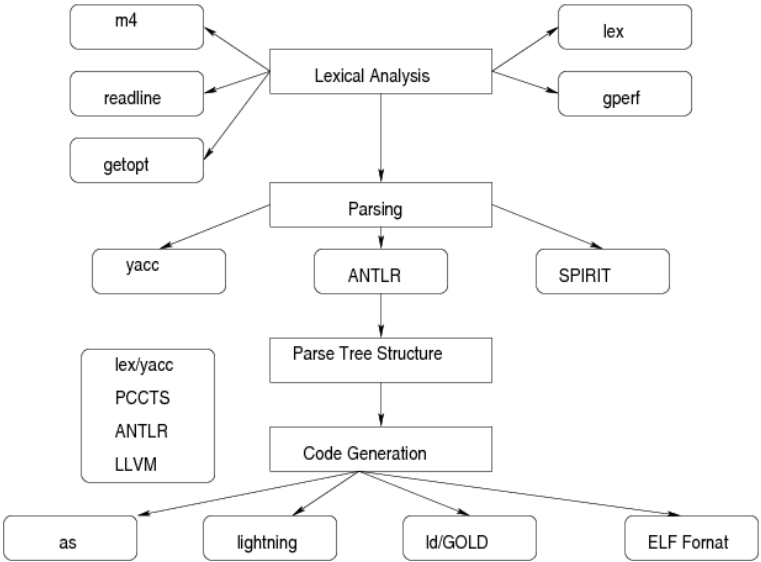 m4
lex
Lexical Analysis
readline
gperf
getopt
Parsing
yacc
ANTLR
SPIRIT
Parse Tree Structure
lex/yacc
PCCTS
ANTLR
LLVM
Code Generation
as
lightning
ld/GOLD
ELF Fornat